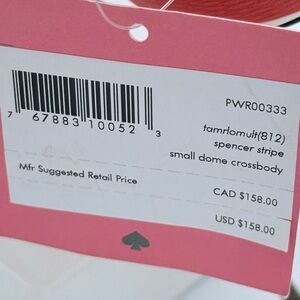 PWR00333
7 67883 10052 3
tamrlomult(812)
spencer stripe
small dome crossbody
Mfr Suggested Retail Price
CAD $158.00
USD $158.00